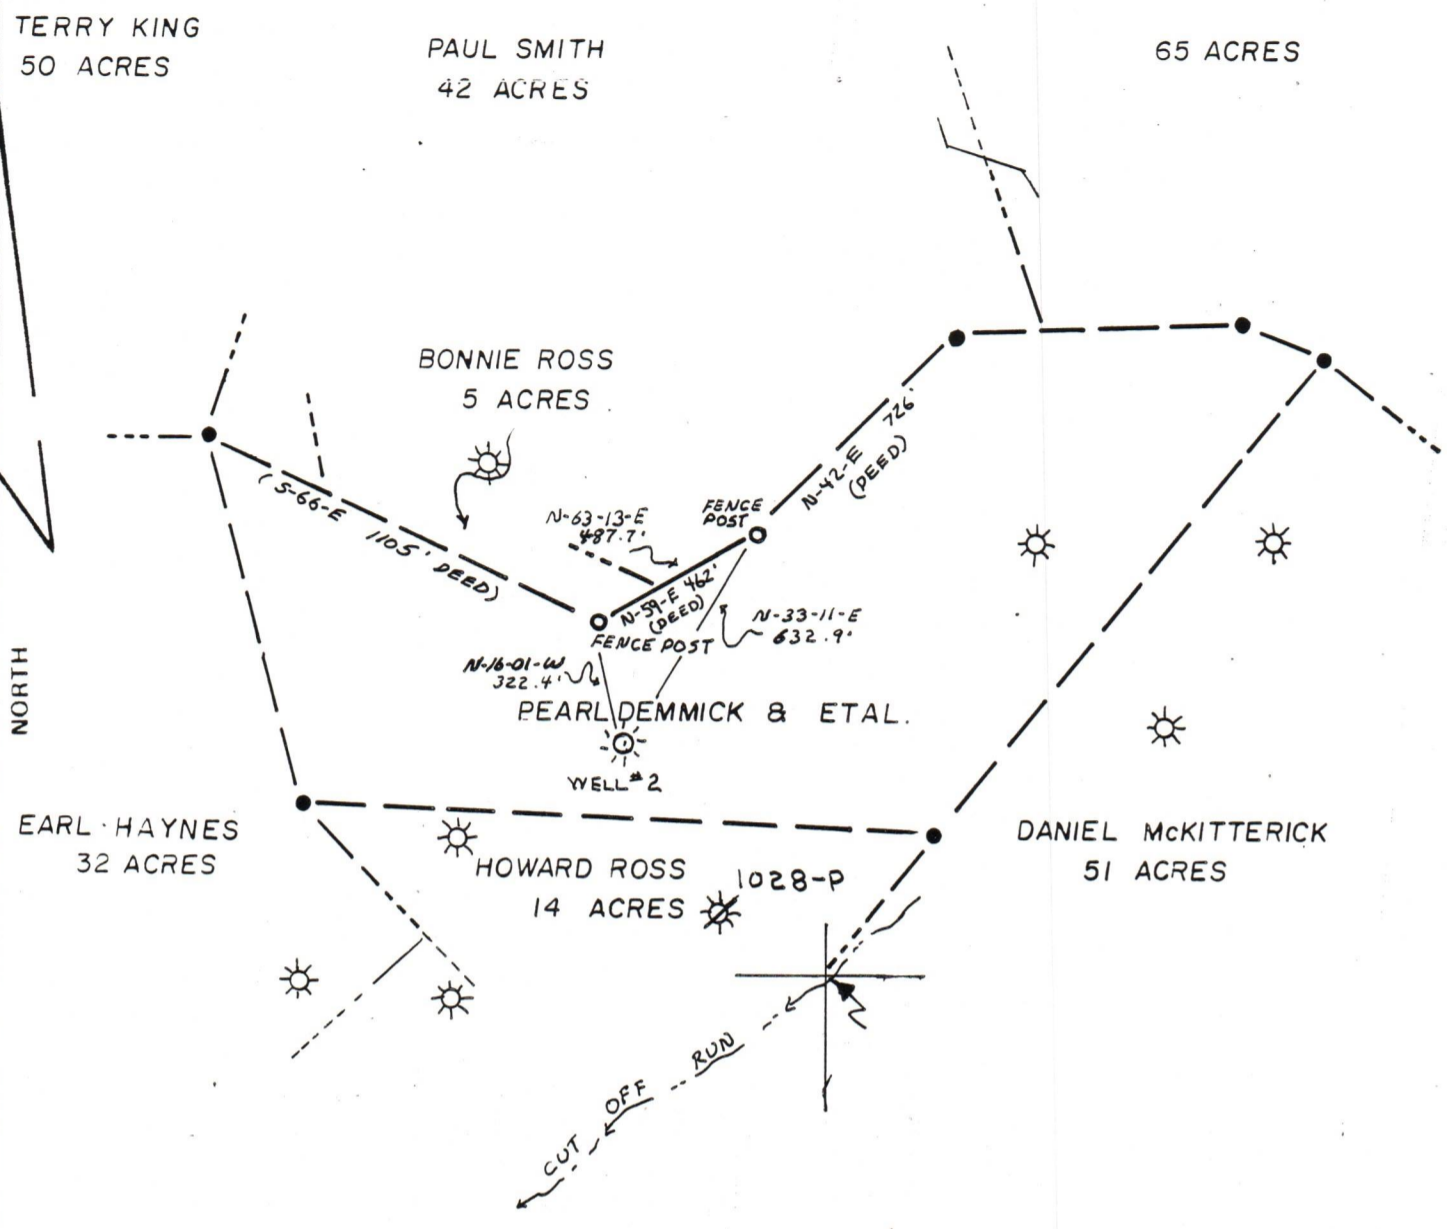 TERRY KING
50 ACRES
PAUL SMITH
42 ACRES
65 ACRES
BONNIE ROSS
5 ACRES
N-42-E 726'
(DEED)
(S-66-E 1105' DEED)
N-63-13-E
487.7'
FENCE
POST
N-59-E 462'
(DEED)
FENCE POST
N-33-11-E
632.9'
N-16-01-W
322.4'
NORTH
PEARL DEMMICK & ETAL.
WELL #2
EARL HAYNES
32 ACRES
HOWARD ROSS
14 ACRES
1028-P
DANIEL McKITTERICK
51 ACRES
CUT OFF RUN